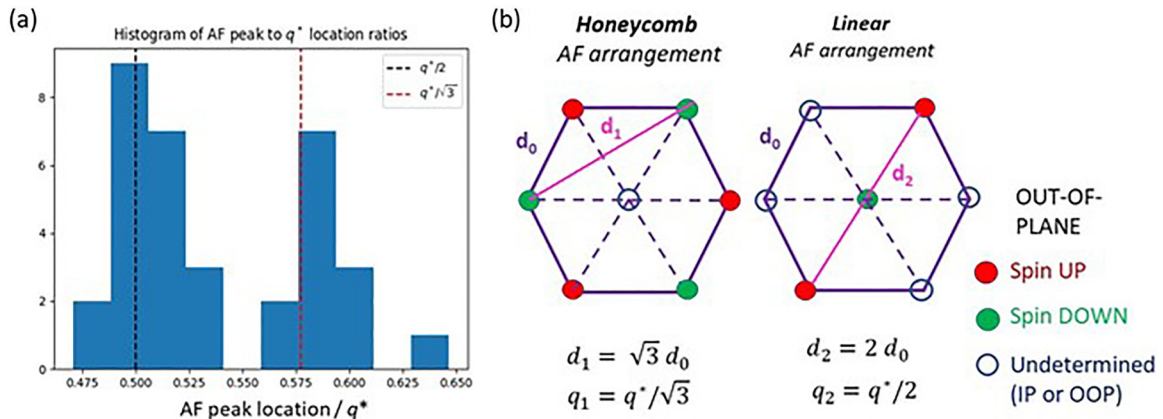 (a)
Histogram of AF peak to q* location ratios
q*/2
q*/√3
8
6
4
2
0
0.475 0.500 0.525 0.550 0.575 0.600 0.625 0.650
AF peak location / q*
(b)
Honeycomb
AF arrangement
d₀
d₁
d₁ = √3 d₀
q₁ = q*/√3
Linear
AF arrangement
d₀
d₂
d₂ = 2 d₀
q₂ = q*/2
OUT-OF-
PLANE
Spin UP
Spin DOWN
Undetermined
(IP or OOP)